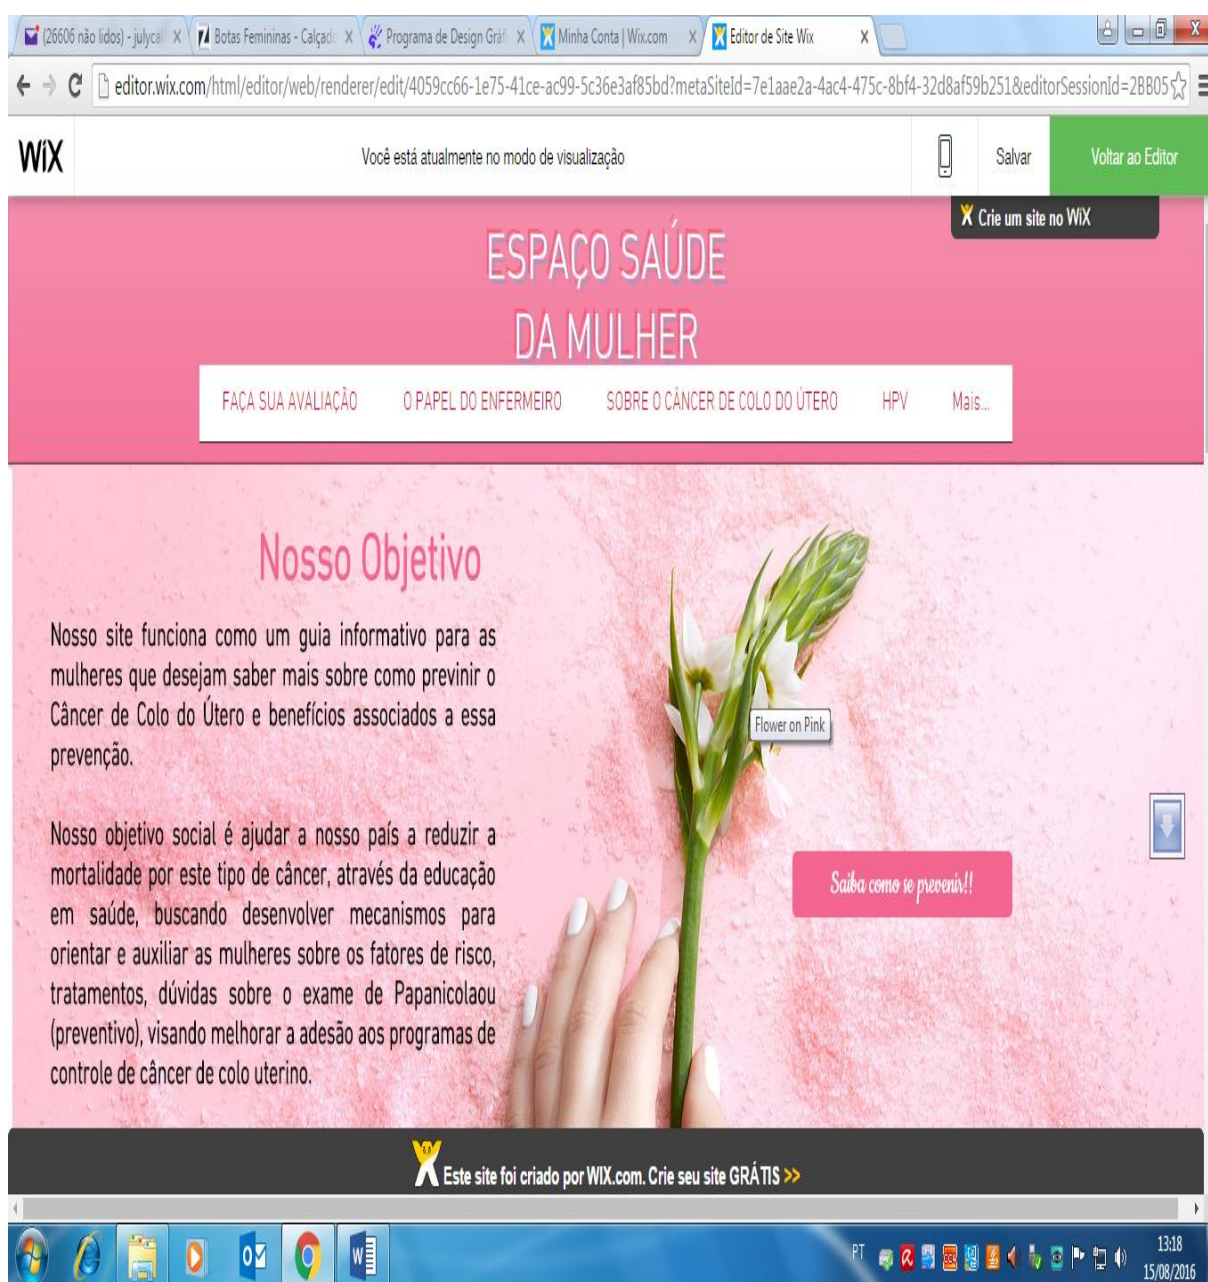 (26606 não lidos) - julycal
Botas Femininas - Calçad
Programa de Design Gráf
Minha Conta | Wix.com
Editor de Site Wix
editor.wix.com/html/editor/web/renderer/edit/4059cc66-1e75-41ce-ac99-5c36e3af85bd?metaSiteId=7e1aae2a-4ac4-475c-8bf4-32d8af59b251&editorSessionId=2BB05
WiX
Você está atualmente no modo de visualização
Salvar
Voltar ao Editor
Crie um site no WiX
ESPAÇO SAÚDE
DA MULHER
FAÇA SUA AVALIAÇÃO
O PAPEL DO ENFERMEIRO
SOBRE O CÂNCER DE COLO DO ÚTERO
HPV
Mais...
Nosso Objetivo
Nosso site funciona como um guia informativo para as
mulheres que desejam saber mais sobre como previnir o
Câncer de Colo do Útero e benefícios associados a essa
prevenção.
Nosso objetivo social é ajudar a nosso país a reduzir a
mortalidade por este tipo de câncer, através da educação
em saúde, buscando desenvolver mecanismos para
orientar e auxiliar as mulheres sobre os fatores de risco,
tratamentos, dúvidas sobre o exame de Papanicolaou
(preventivo), visando melhorar a adesão aos programas de
controle de câncer de colo uterino.
Flower on Pink
Saiba como se prevenir!!
Este site foi criado por WIX.com. Crie seu site GRÁTIS >>
PT
13:18
15/08/2016